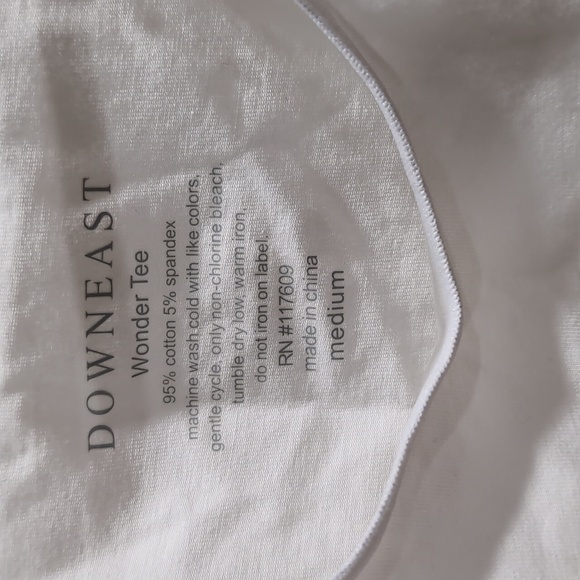 DOWNEAST
Wonder Tee
95% cotton 5% spandex
machine wash cold with like colors,
gentle cycle, only non-chlorine bleach,
tumble dry low, warm iron,
do not iron on label.
RN #117609
made in china
medium